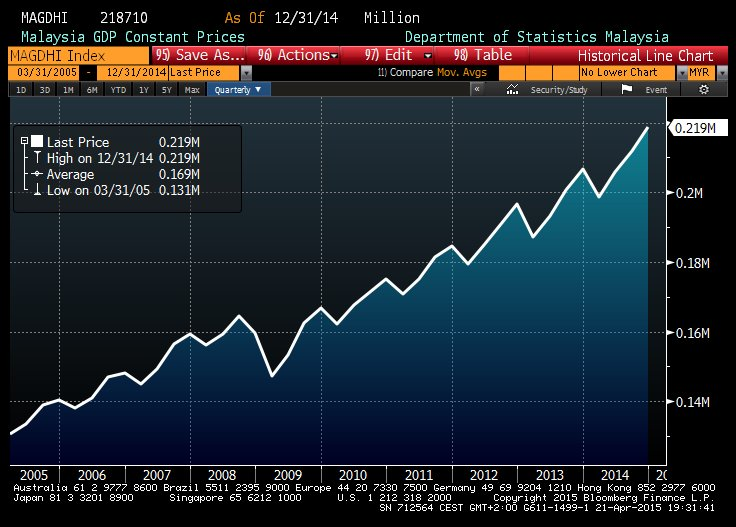 MAGDHI 218710 As Of 12/31/14 Million
Malaysia GDP Constant Prices Department of Statistics Malaysia
MAGDHI Index 95) Save As... 96) Actions 97) Edit 98) Table Historical Line Chart
03/31/2005 - 12/31/2014 Last Price 11) Compare Mov. Avgs No Lower Chart MYR
1D 3D 1M 6M YTD 1Y 5Y Max Quarterly ▼ « Security/Study Event
Last Price 0.219M
High on 12/31/14 0.219M
Average 0.169M
Low on 03/31/05 0.131M
0.219M
0.2M
0.18M
0.16M
0.14M
2005 2006 2007 2008 2009 2010 2011 2012 2013 2014 20
Australia 61 2 9777 8600 Brazil 5511 2395 9000 Europe 44 20 7330 7500 Germany 49 69 9204 1210 Hong Kong 852 2977 6000
Japan 81 3 3201 8900 Singapore 65 6212 1000 U.S. 1 212 318 2000 Copyright 2015 Bloomberg Finance L.P.
SN 712564 CEST GMT+2:00 G611-1499-1 21-Apr-2015 19:31:41